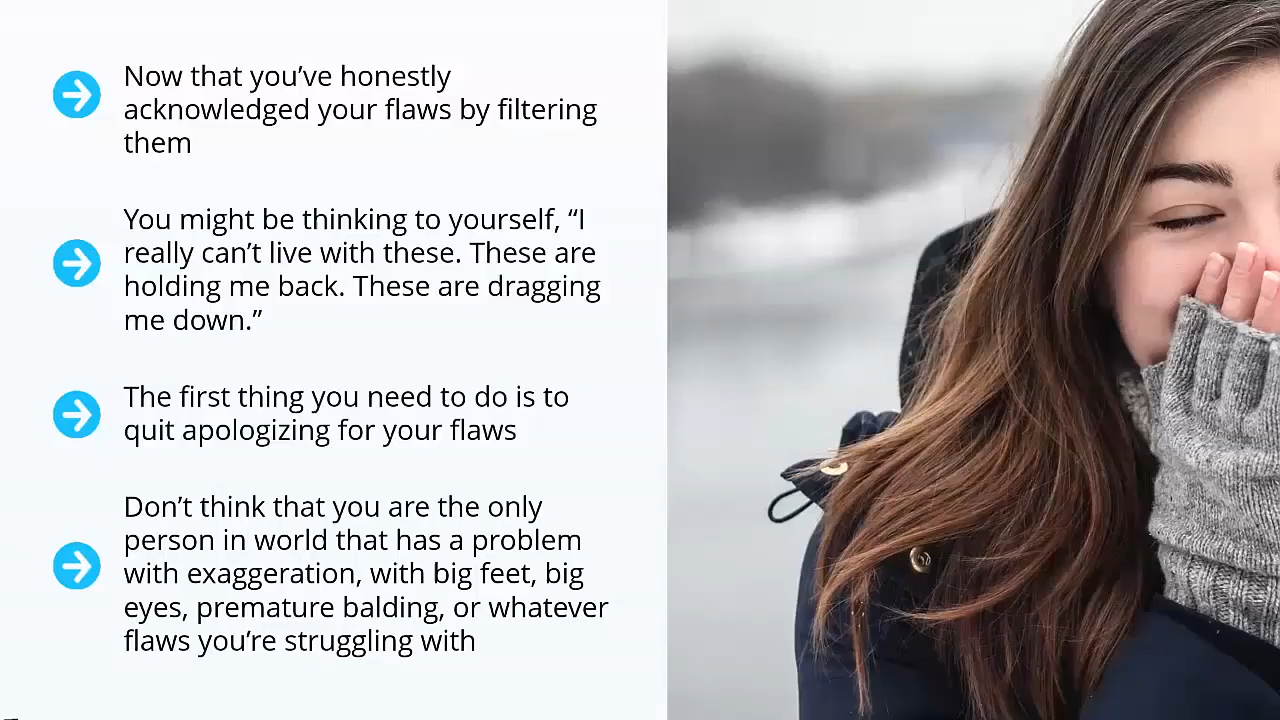 Now that you’ve honestly
acknowledged your flaws by filtering
them
You might be thinking to yourself, “I
really can’t live with these. These are
holding me back. These are dragging
me down.”
The first thing you need to do is to
quit apologizing for your flaws
Don’t think that you are the only
person in world that has a problem
with exaggeration, with big feet, big
eyes, premature balding, or whatever
flaws you’re struggling with